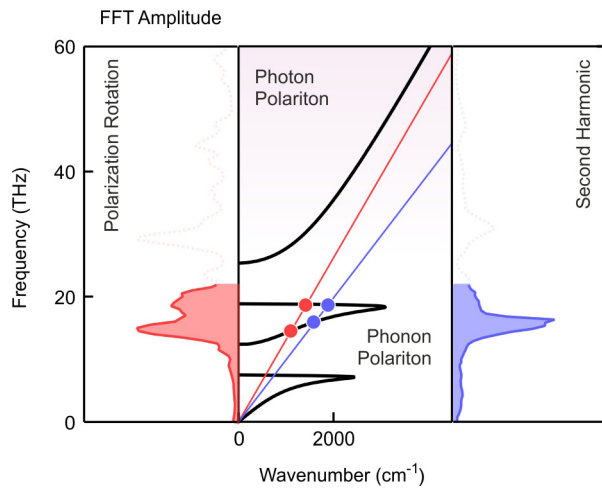 FFT Amplitude
60
40
20
0
Frequency (THz)
Polarization Rotation
Photon
Polariton
Phonon
Polariton
Second Harmonic
0
2000
Wavenumber (cm⁻¹)